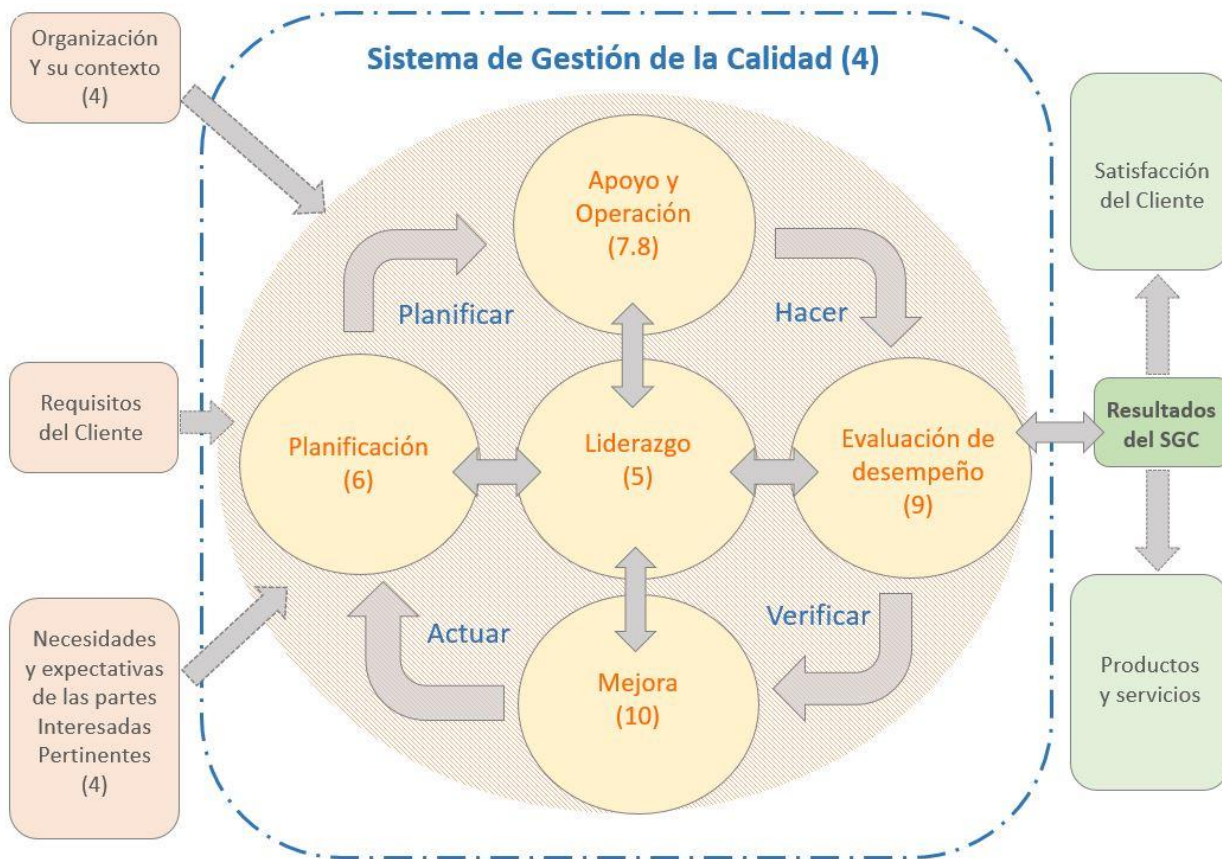 Organización
Y su contexto
(4)
Sistema de Gestión de la Calidad (4)
Apoyo y
Operación
(7.8)
Satisfacción
del Cliente
Planificar
Hacer
Requisitos
del Cliente
Planificación
(6)
Liderazgo
(5)
Evaluación de
desempeño
(9)
Resultados
del SGC
Necesidades
y expectativas
de las partes
Interesadas
Pertinentes
(4)
Actuar
Verificar
Mejora
(10)
Productos
y servicios